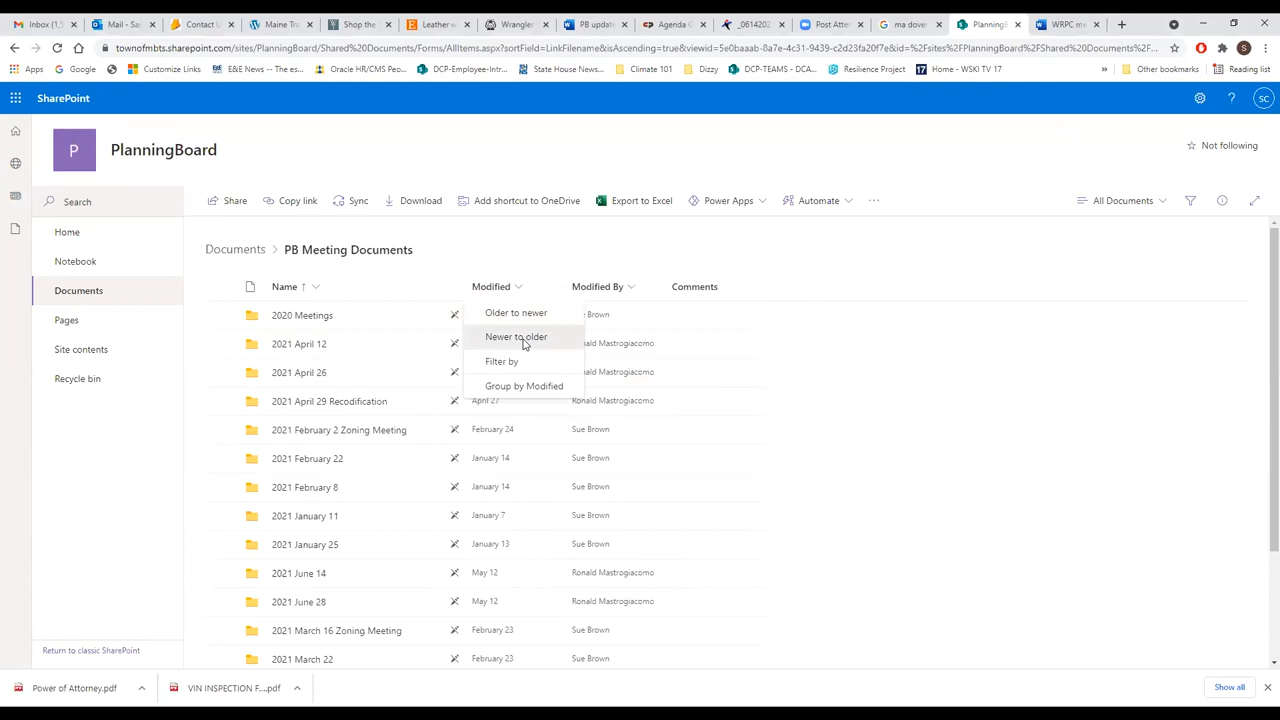 Inbox (1,51
Mail - Sar
Contact U
Maine Tra
Shop the
Leather w
Wrangler
PB update
Agenda C
_0614202
Post Atte
ma dover
PlanningB
WRPC me
townofmbts.sharepoint.com/sites/PlanningBoard/Shared%20Documents/Forms/AllItems.aspx?sortField=LinkFilename&isAscending=true&viewid=5e0baaab-8a7e-4c31-9439-c2d23fa20f7e&id=%2Fsites%2FPlanningBoard%2FShared%20Documents%2F...
Apps Google Customize Links E&E News -- The es... Oracle HR/CMS Peo... DCP-Employee-Intr... State House News... Climate 101 Dizzy DCP-TEAMS - DCA... Resilience Project Home - WSKI TV 17 » Other bookmarks Reading list
SharePoint ? SC
P PlanningBoard Not following
Search Share Copy link Sync Download Add shortcut to OneDrive Export to Excel Power Apps Automate ... All Documents
Home
Notebook
Documents
Pages
Site contents
Recycle bin
Return to classic SharePoint
Documents > PB Meeting Documents
Name ↑ Modified Modified By Comments
2020 Meetings Older to newer e Brown
2021 April 12 Newer to older nald Mastrogiacomo
2021 April 26 Filter by nald Mastrogiacomo
Group by Modified
2021 April 29 Recodification April 27 Ronald Mastrogiacomo
2021 February 2 Zoning Meeting February 24 Sue Brown
2021 February 22 January 14 Sue Brown
2021 February 8 January 14 Sue Brown
2021 January 11 January 7 Sue Brown
2021 January 25 January 13 Sue Brown
2021 June 14 May 12 Ronald Mastrogiacomo
2021 June 28 May 12 Ronald Mastrogiacomo
2021 March 16 Zoning Meeting February 23 Sue Brown
2021 March 22 February 23 Sue Brown
Power of Attorney.pdf VIN INSPECTION F....pdf Show all